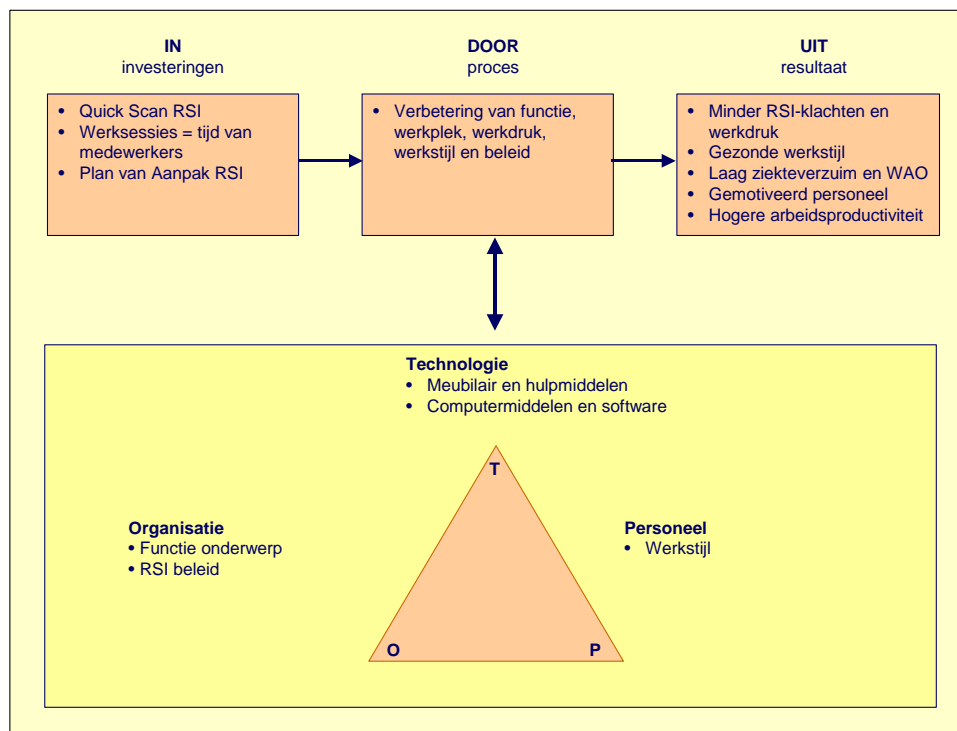 IN
investeringen
• Quick Scan RSI
• Werksessies = tijd van
medewerkers
• Plan van Aanpak RSI
DOOR
proces
• Verbetering van functie,
werkplek, werkdruk,
werkstijl en beleid
UIT
resultaat
• Minder RSI-klachten en
werkdruk
• Gezonde werkstijl
• Laag ziekteverzuim en WAO
• Gemotiveerd personeel
• Hogere arbeidsproductiviteit
Technologie
• Meubilair en hulpmiddelen
• Computermiddelen en software
T
Organisatie
• Functie onderwerp
• RSI beleid
Personeel
• Werkstijl
O
P